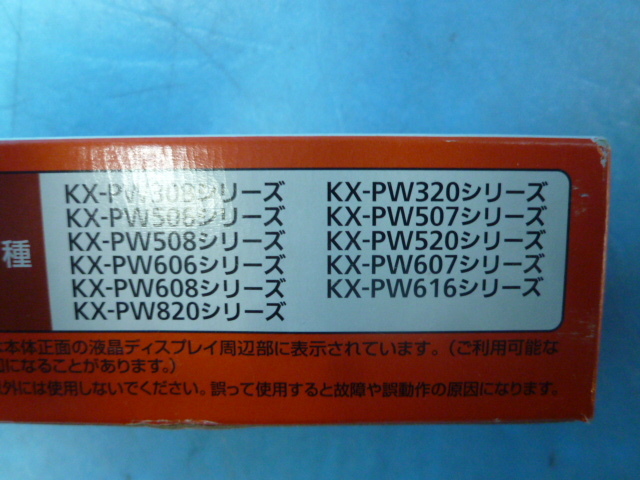 種
KX-PW308シリーズ KX-PW320シリーズ
KX-PW506シリーズ KX-PW507シリーズ
KX-PW508シリーズ KX-PW520シリーズ
KX-PW606シリーズ KX-PW607シリーズ
KX-PW608シリーズ KX-PW616シリーズ
KX-PW820シリーズ
本体正面の液晶ディスプレイ周辺部に表示されています。(ご利用可能な
になることがあります。)
外には使用しないでください。誤って使用すると故障や誤動作の原因になります。